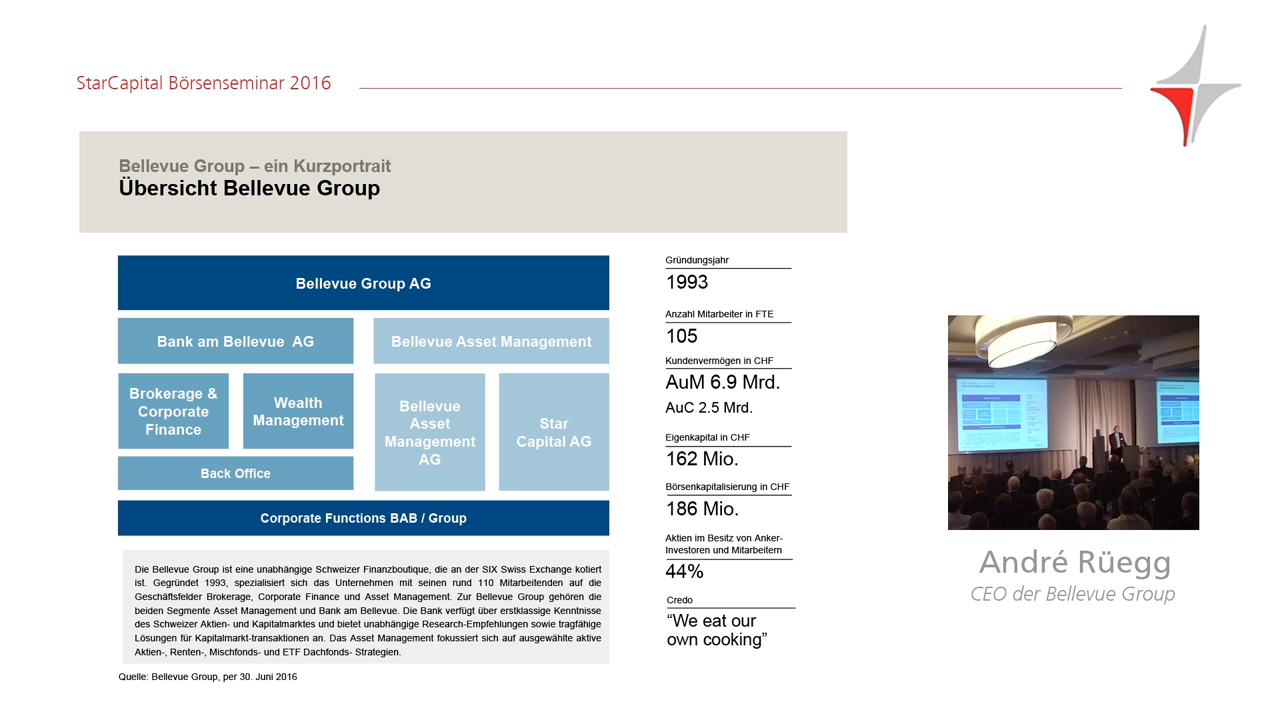 StarCapital Börsenseminar 2016
Bellevue Group – ein Kurzportrait
Übersicht Bellevue Group
Bellevue Group AG
Bank am Bellevue AG
Bellevue Asset Management
Brokerage &
Corporate
Finance
Wealth
Management
Bellevue
Asset
Management
AG
Star
Capital AG
Back Office
Corporate Functions BAB / Group
Die Bellevue Group ist eine unabhängige Schweizer Finanzboutique, die an der SIX Swiss Exchange kotiert
ist. Gegründet 1993, spezialisiert sich das Unternehmen mit seinen rund 110 Mitarbeitenden auf die
Geschäftsfelder Brokerage, Corporate Finance und Asset Management. Zur Bellevue Group gehören die
beiden Segmente Asset Management und Bank am Bellevue. Die Bank verfügt über erstklassige Kenntnisse
des Schweizer Aktien- und Kapitalmarktes und bietet unabhängige Research-Empfehlungen sowie tragfähige
Lösungen für Kapitalmarkt-transaktionen an. Das Asset Management fokussiert sich auf ausgewählte aktive
Aktien-, Renten-, Mischfonds- und ETF Dachfonds- Strategien.
Quelle: Bellevue Group, per 30. Juni 2016
Gründungsjahr
1993
Anzahl Mitarbeiter in FTE
105
Kundenvermögen in CHF
AuM 6.9 Mrd.
AuC 2.5 Mrd.
Eigenkapital in CHF
162 Mio.
Börsenkapitalisierung in CHF
186 Mio.
Aktien im Besitz von Anker-
Investoren und Mitarbeitern
44%
Credo
“We eat our
own cooking”
André Rüegg
CEO der Bellevue Group